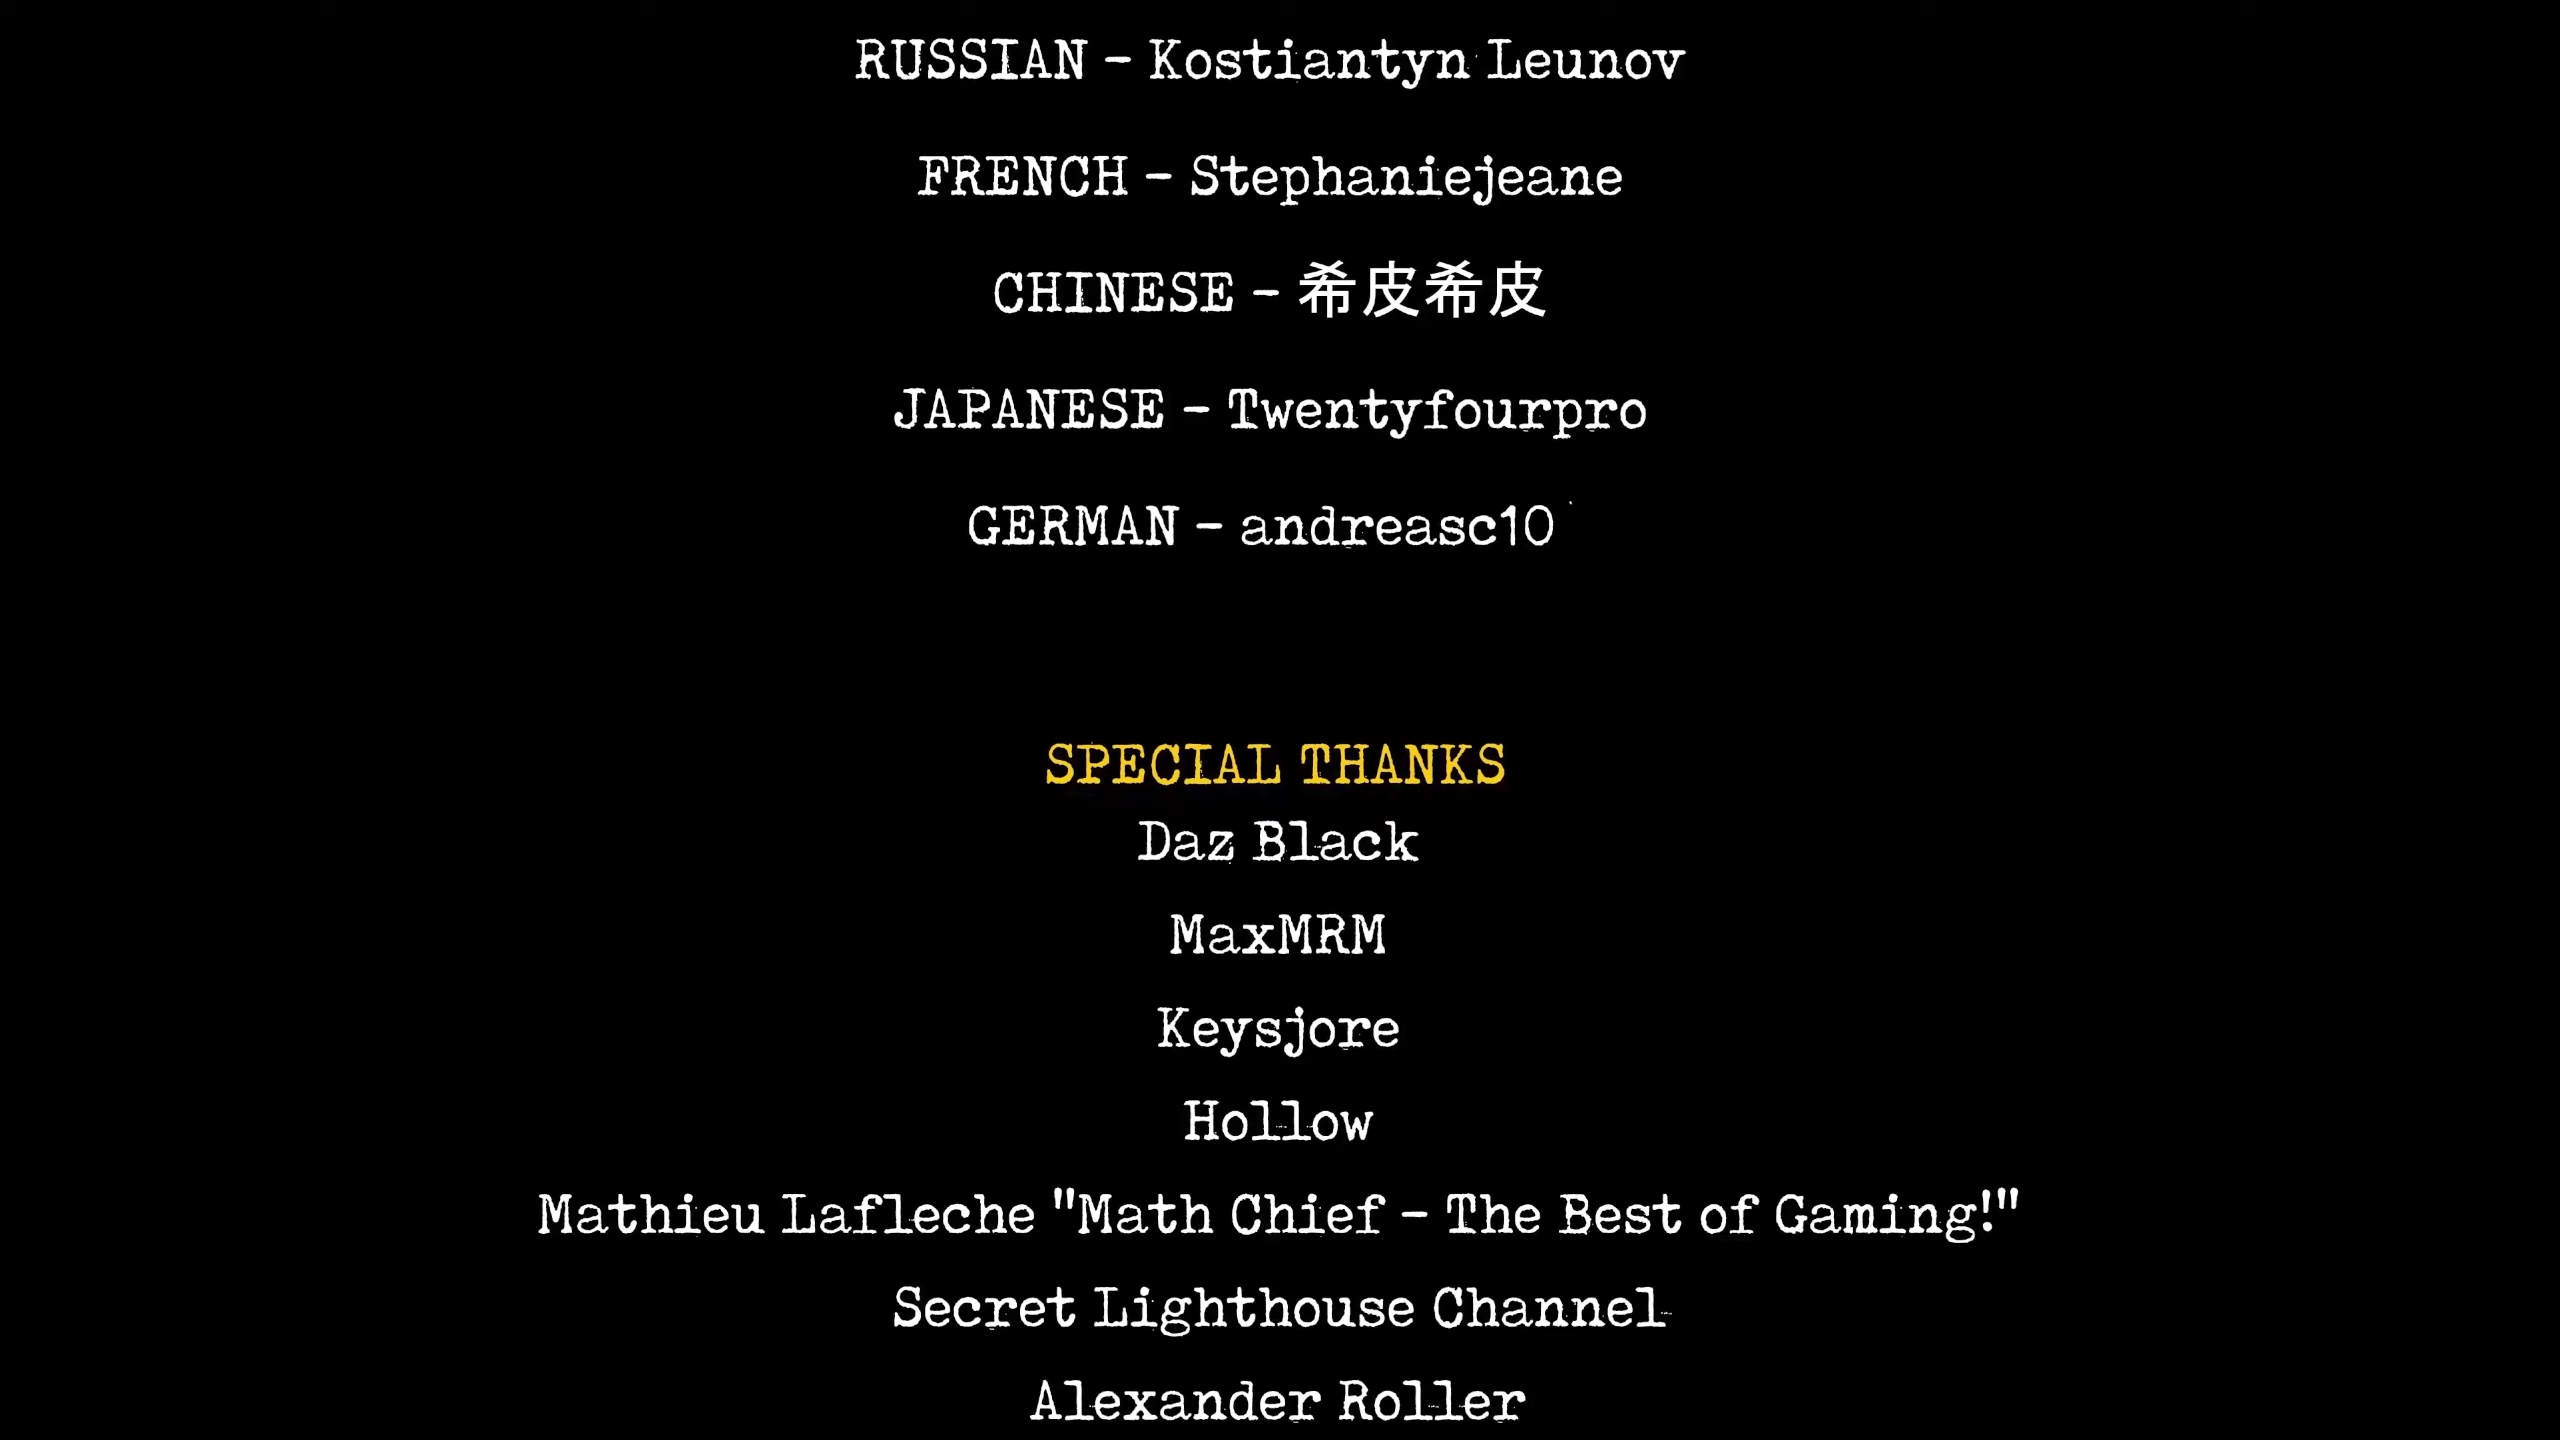 RUSSIAN - Kostiantyn Leunov
FRENCH - Stephaniejeane
CHINESE - 希皮希皮
JAPANESE - Twentyfourpro
GERMAN - andreasc10
SPECIAL THANKS
Daz Black
MaxMRM
Keysjore
Hollow
Mathieu Lafleche "Math Chief - The Best of Gaming!"
Secret Lighthouse Channel
Alexander Roller